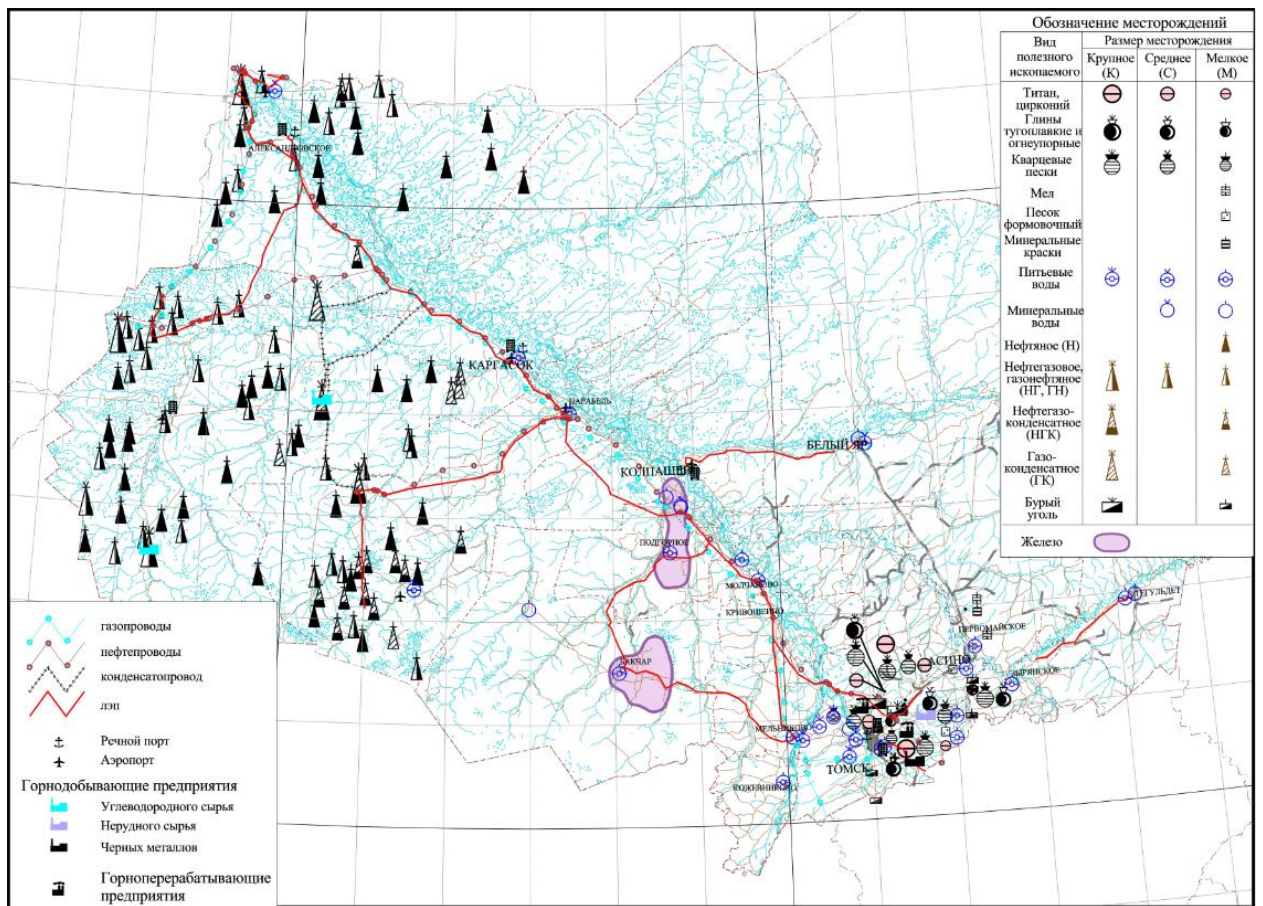 Обозначение месторождений
Вид полезного ископаемого
Размер месторождения
Крупное (К)
Среднее (С)
Мелкое (М)
Титан, цирконий
Глины тугоплавкие и огнеупорные
Кварцевые пески
Мел
Песок формовочный
Минеральные краски
Питьевые воды
Минеральные воды
Нефтяное (Н)
Нефтегазовое, газонефтяное (НГ, ГН)
Нефтегазо-конденсатное (НГК)
Газо-конденсатное (ГК)
Бурый уголь
Железо
АЛЕКСАНДРОВСКОЕ
КАРГАСОК
ПАРАБЕЛЬ
БЕЛЫЙ ЯР
КОЛПАШЕВО
ПОДГОРНОЕ
МОЛЧАНОВО
КРИВОШЕИНО
ТЕГУЛЬДЕТ
ПЕРВОМАЙСКОЕ
АСИНО
ЗЫРЯНСКОЕ
БАКЧАР
МЕЛЬНИКОВО
ТОМСК
КОЖЕВНИКОВО
газопроводы
нефтепроводы
конденсатопровод
лэп
Речной порт
Аэропорт
Горнодобывающие предприятия
Углеводородного сырья
Нерудного сырья
Черных металлов
Горноперерабатывающие
предприятия